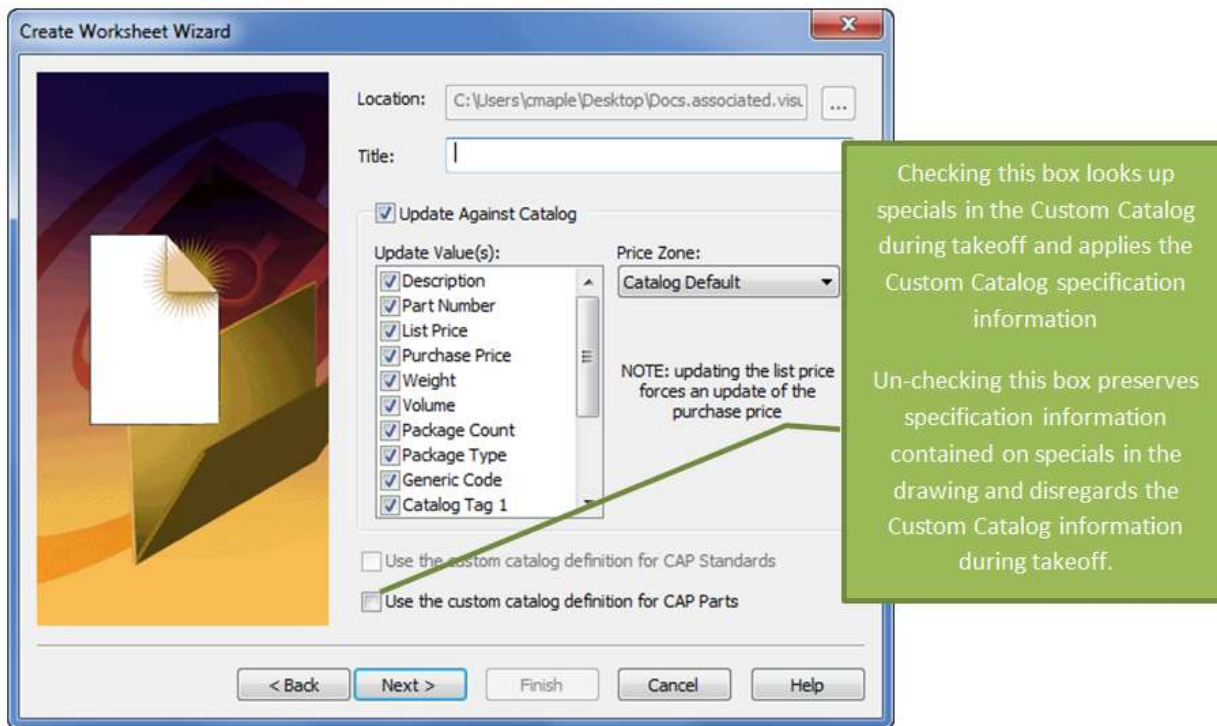 Create Worksheet Wizard
Location:
C:\Users\cmaple\Desktop\Docs.associated.visu
...
Title:
Update Against Catalog
Update Value(s):
Description
Part Number
List Price
Purchase Price
Weight
Volume
Package Count
Package Type
Generic Code
Catalog Tag 1
Price Zone:
Catalog Default
NOTE: updating the list price
forces an update of the
purchase price
Use the custom catalog definition for CAP Standards
Use the custom catalog definition for CAP Parts
< Back
Next >
Finish
Cancel
Help
Checking this box looks up
specials in the Custom Catalog
during takeoff and applies the
Custom Catalog specification
information
Un-checking this box preserves
specification information
contained on specials in the
drawing and disregards the
Custom Catalog information
during takeoff.